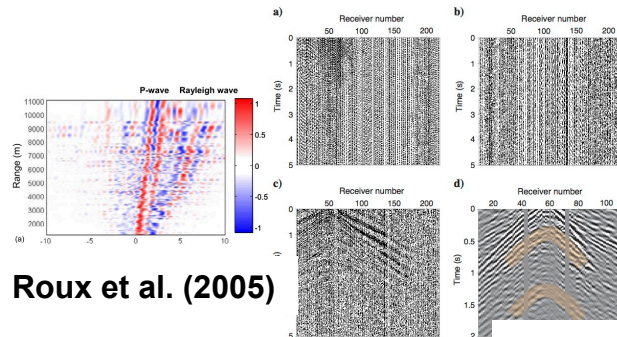 P-wave Rayleigh wave
11000
10000
9000
8000
7000
6000
5000
4000
3000
2000
Range (m)
(a)
-10 -5 0 5 10
1
0.5
0
-0.5
-1
Roux et al. (2005)
a)
Receiver number
50 100 150 200
0
1
2
3
4
5
Time (s)
b)
Receiver number
50 100 150 200
0
1
2
3
4
5
Time (s)
c)
Receiver number
50 100 150 200
0
1
5
d)
Receiver number
20 40 60 80 100
0
0.5
1.0
1.5
2
Time (s)